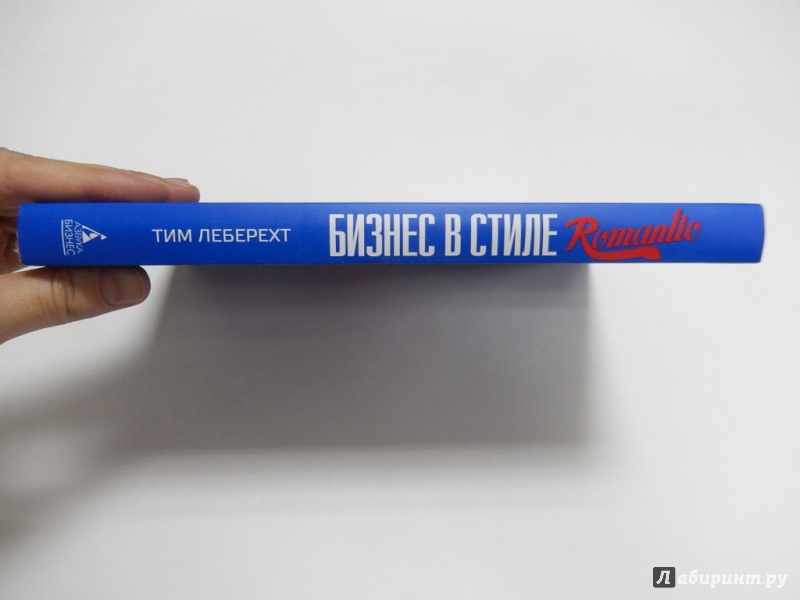 АЗБУКА
БИЗНЕС
ТИМ ЛЕБЕРЕХТ
БИЗНЕС В СТИЛЕ Romantic
Лабиринт.ру